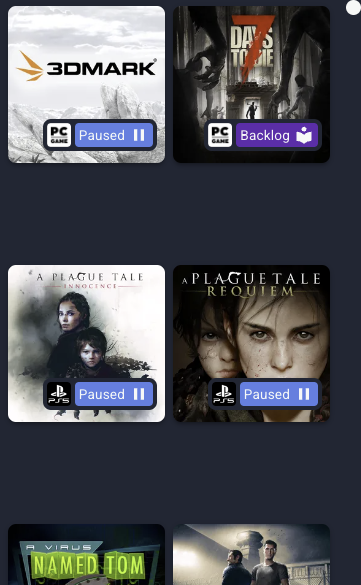 3DMARK
PC
GAME
Paused
7
DAYS
TO DIE
PC
GAME
Backlog
A PLAGUE TALE
INNOCENCE
PS5
Paused
A PLAGUE TALE
REQUIEM
PS5
Paused
A VIRUS
NAMED TOM